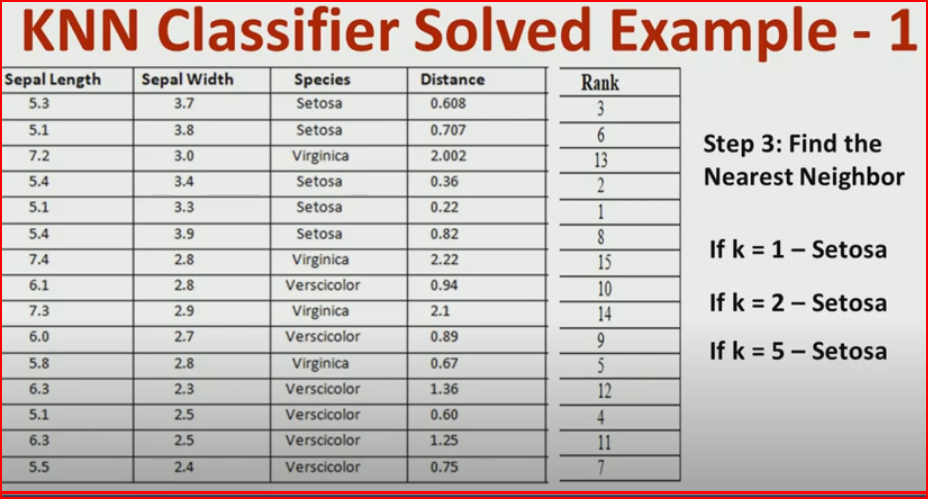 KNN Classifier Solved Example - 1
Sepal Length Sepal Width Species Distance Rank
5.3 3.7 Setosa 0.608 3
5.1 3.8 Setosa 0.707 6
7.2 3.0 Virginica 2.002 13
5.4 3.4 Setosa 0.36 2
5.1 3.3 Setosa 0.22 1
5.4 3.9 Setosa 0.82 8
7.4 2.8 Virginica 2.22 15
6.1 2.8 Verscicolor 0.94 10
7.3 2.9 Virginica 2.1 14
6.0 2.7 Verscicolor 0.89 9
5.8 2.8 Virginica 0.67 5
6.3 2.3 Verscicolor 1.36 12
5.1 2.5 Verscicolor 0.60 4
6.3 2.5 Verscicolor 1.25 11
5.5 2.4 Verscicolor 0.75 7
Step 3: Find the
Nearest Neighbor
If k = 1 – Setosa
If k = 2 – Setosa
If k = 5 – Setosa